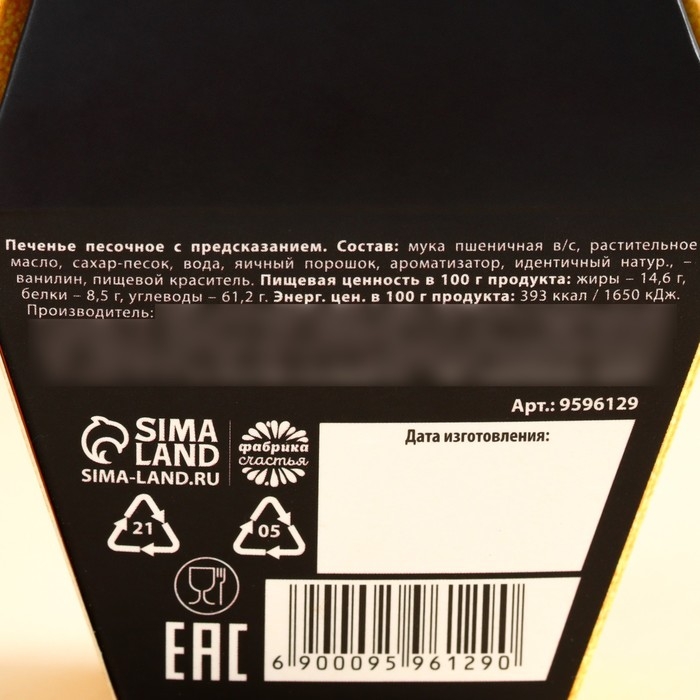 Печенье песочное с предсказанием. Состав: мука пшеничная в/с, растительное
масло, сахар-песок, вода, яичный порошок, ароматизатор, идентичный натур., –
ванилин, пищевой краситель. Пищевая ценность в 100 г продукта: жиры – 14,6 г,
белки – 8,5 г, углеводы – 61,2 г. Энерг. цен. в 100 г продукта: 393 ккал / 1650 кДж.
Производитель:
Арт.: 9596129
SIMA
LAND
SIMA-LAND.RU
фабрика
счастья
Дата изготовления:
21
05
EAC
6 900095 961290